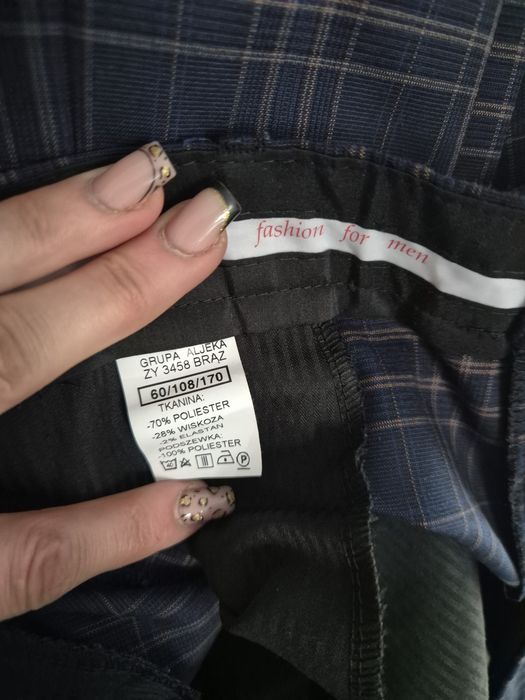 fashion for men
GRUPA ALJEKA
ZY 3458 BRĄZ
60/108/170
TKANINA:
-70% POLIESTER
-28% WISKOZA
-2% ELASTAN
PODSZEWKA:
-100% POLIESTER
40 P